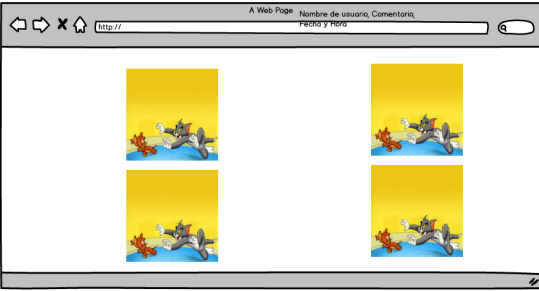 A Web Page
Nombre de usuario, Comentario,
Fecha y Hora
http://